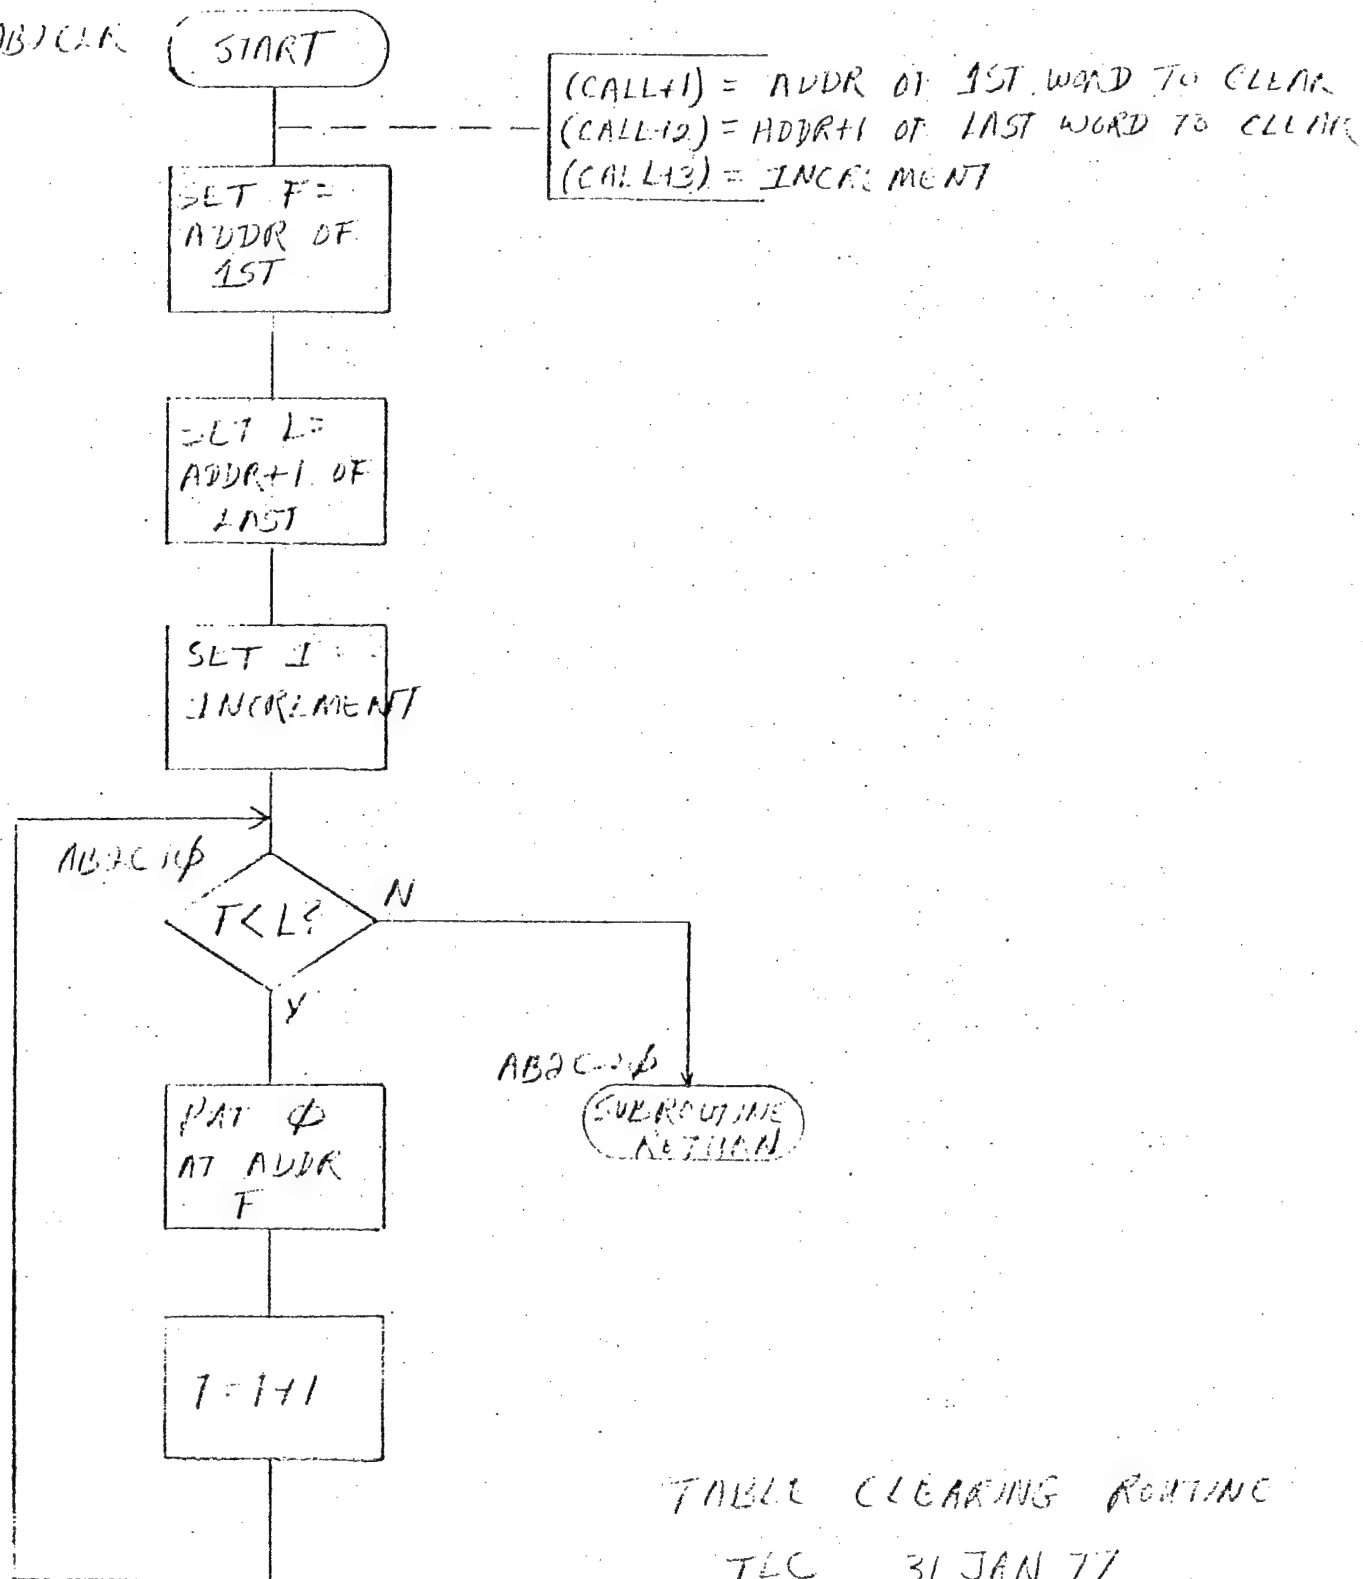 START
(CALL+1) = ADDR OF 1ST WORD TO CLEAR
(CALL+2) = ADDR+1 OF LAST WORD TO CLEAR
(CALL+3) = INCREMENT
SET F=
ADDR OF
1ST
SET L=
ADDR+1 OF
LAST
SET I =
INCREMENT
F<L?
N
Y
SUBROUTINE
RETURN
PAT Ø
AT ADDR
F
TABLE CLEARING ROUTINE
TLC 31 JAN 77